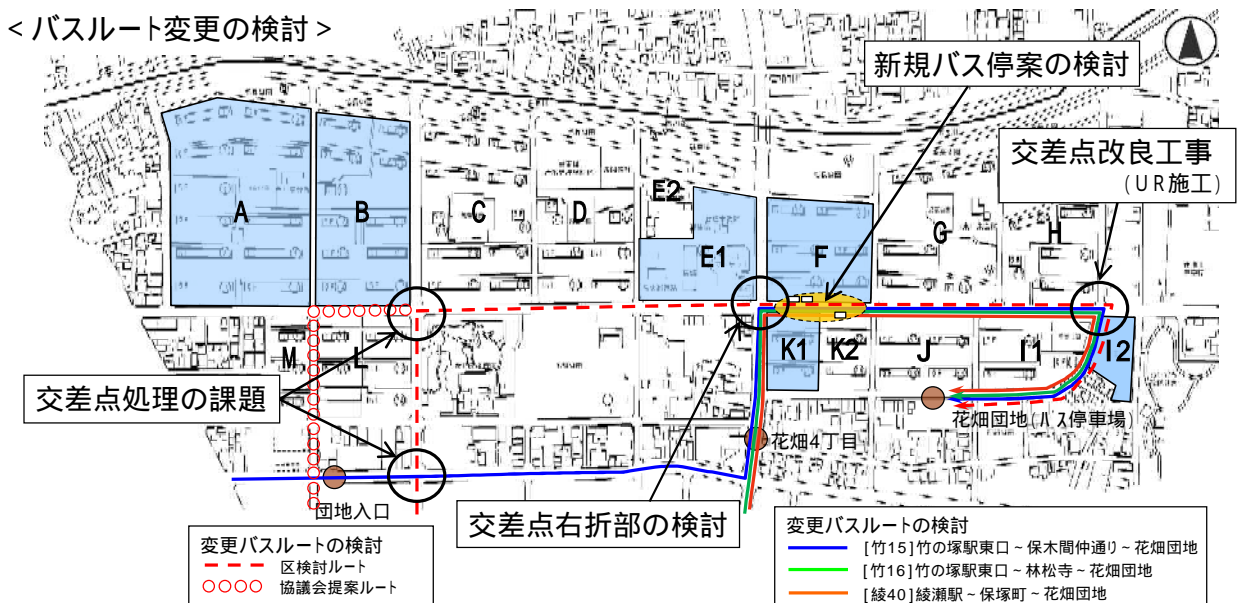 <バスルート変更の検討>
新規バス停案の検討
交差点改良工事
(UR施工)
A
B
C
D
E2
E1
F
G
H
M
L
K1
K2
J
I1
I2
交差点処理の課題
花畑団地(バス停車場)
花畑4丁目
団地入口
交差点右折部の検討
変更バスルートの検討
区検討ルート
協議会提案ルート
変更バスルートの検討
[竹15]竹の塚駅東口~保木間仲通り~花畑団地
[竹16]竹の塚駅東口~林松寺~花畑団地
[綾40]綾瀬駅~保塚町~花畑団地